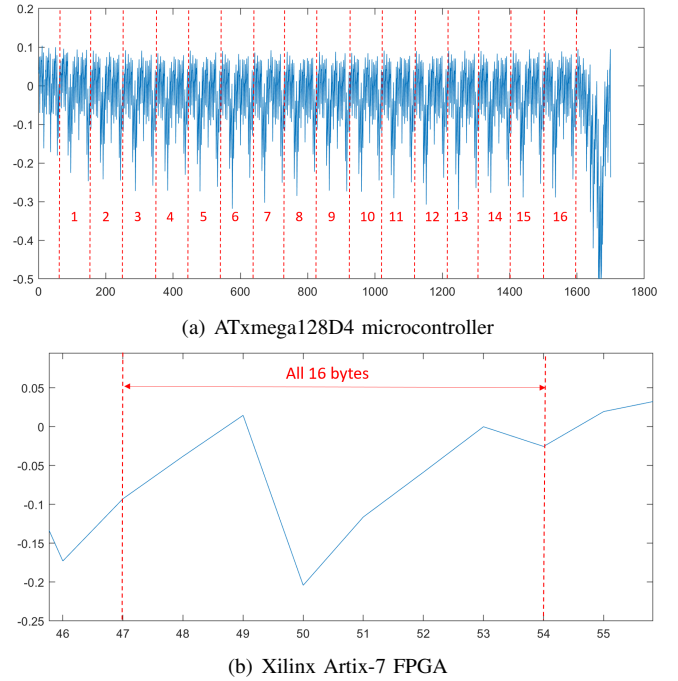 0.2
0.1
0
-0.1
-0.2
-0.3
-0.4
-0.5
1 2 3 4 5 6 7 8 9 10 11 12 13 14 15 16
0 200 400 600 800 1000 1200 1400 1600 1800
(a) ATxmega128D4 microcontroller
All 16 bytes
0.05
0
-0.05
-0.1
-0.15
-0.2
-0.25
46 47 48 49 50 51 52 53 54 55
(b) Xilinx Artix-7 FPGA